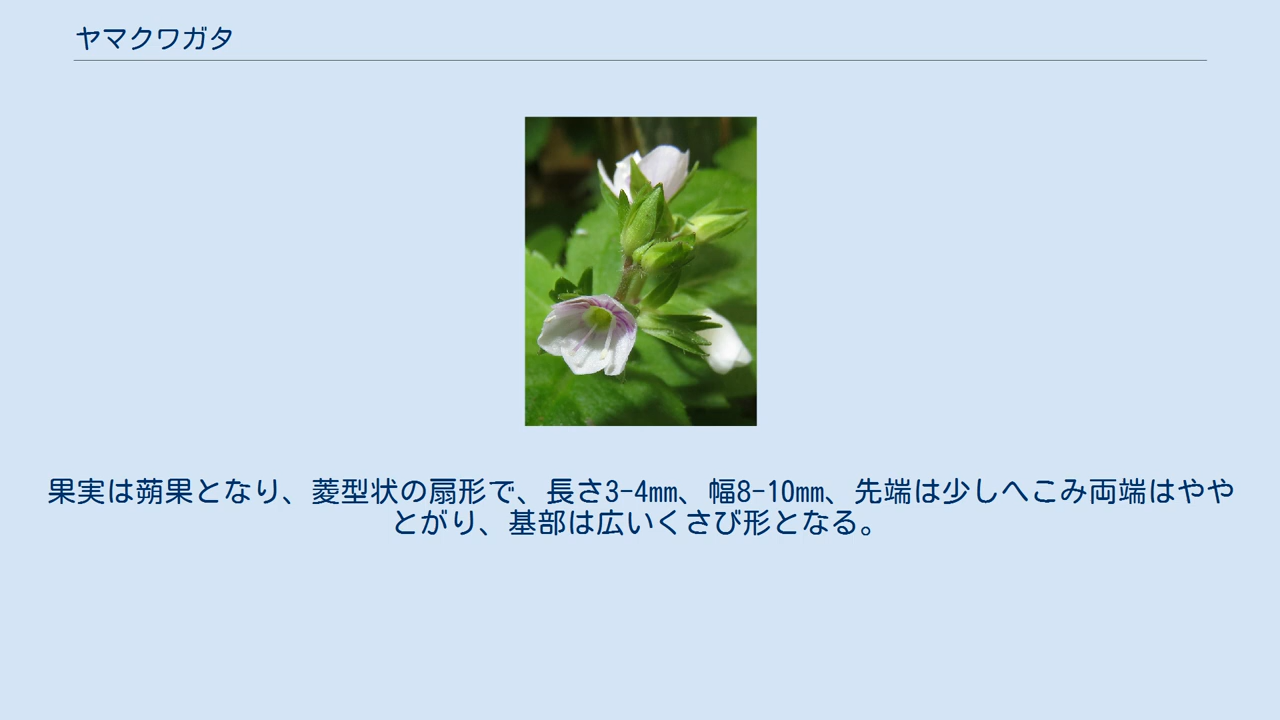 ヤマクワガタ
果実は蒴果となり、菱型状の扇形で、長さ3-4mm、幅8-10mm、先端は少しへこみ両端はやや
とがり、基部は広いくさび形となる。